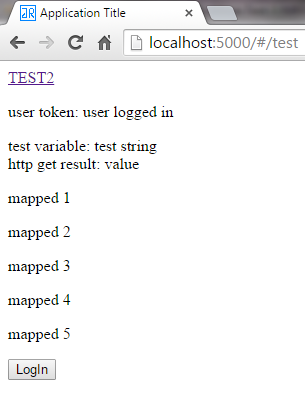 Application Title
localhost:5000/#/test
TEST2
user token: user logged in
test variable: test string
http get result: value
mapped 1
mapped 2
mapped 3
mapped 4
mapped 5
LogIn